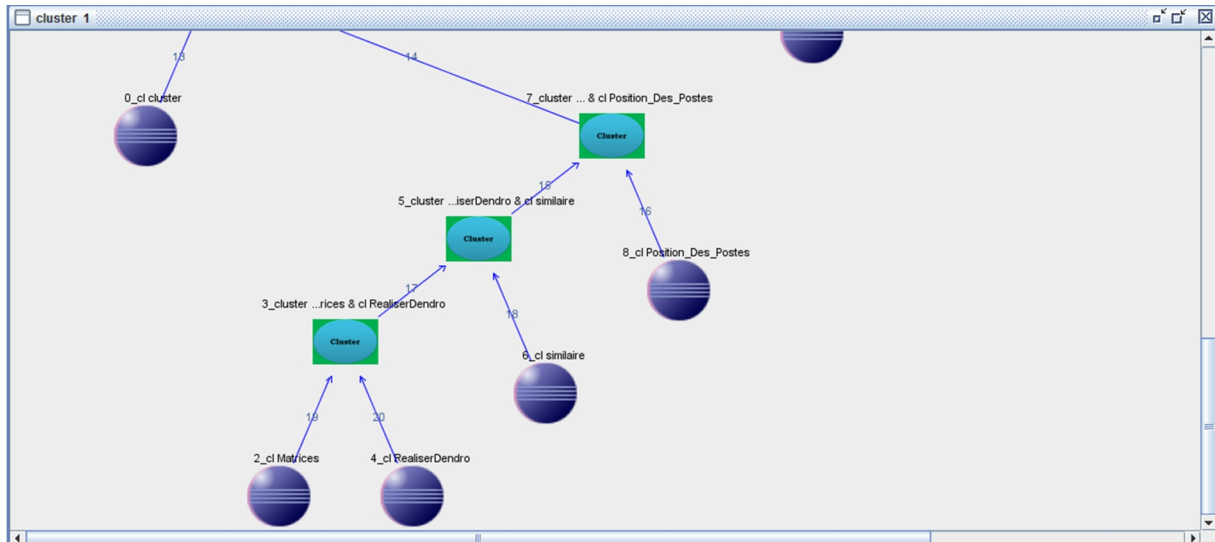 cluster 1
13
14
0_cl cluster
7_cluster ... & cl Position_Des_Postes
Cluster
15
5_cluster ...iserDendro & cl similaire
16
Cluster
8_cl Position_Des_Postes
17
3_cluster ...rices & cl RealiserDendro
18
Cluster
6_cl similaire
19
20
2_cl Matrices
4_cl RealiserDendro